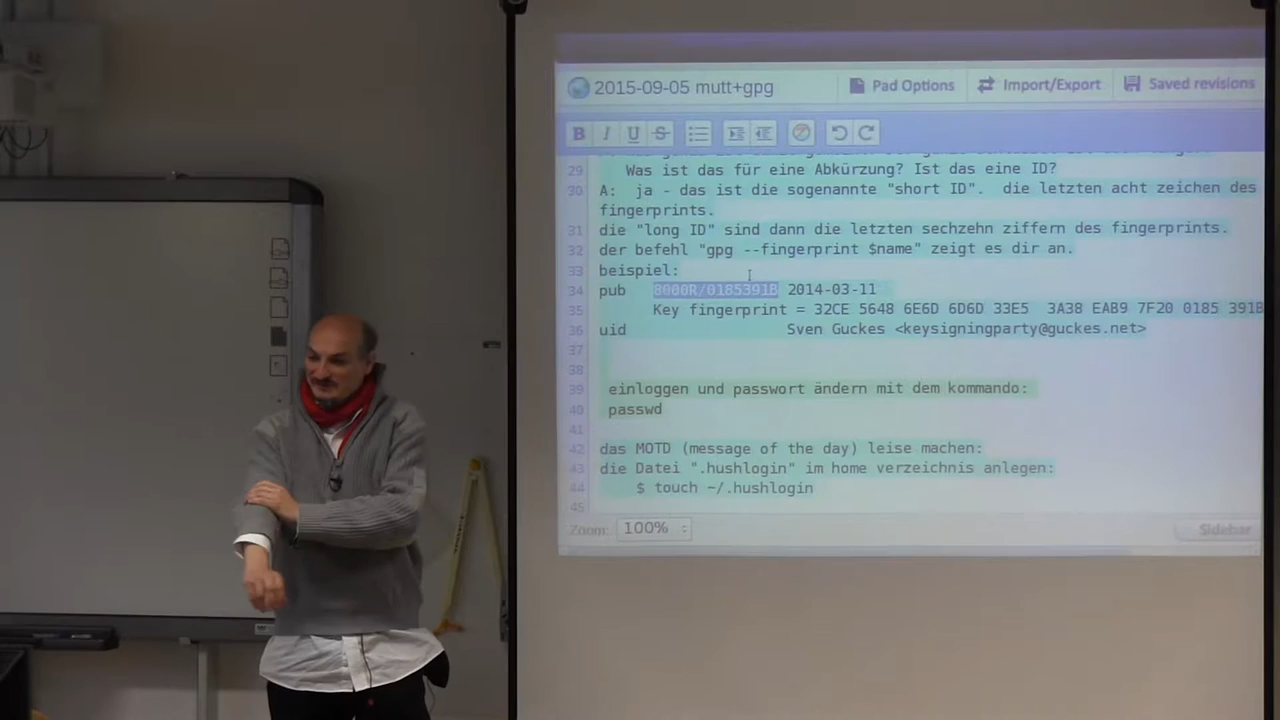 2015-09-05 mutt+gpg
Pad Options
Import/Export
Saved revisions
B I U S
29 Was ist das für eine Abkürzung? Ist das eine ID?
30 A: ja - das ist die sogenannte "short ID". die letzten acht zeichen des
fingerprints.
31 die "long ID" sind dann die letzten sechzehn ziffern des fingerprints.
32 der befehl "gpg --fingerprint $name" zeigt es dir an.
33 beispiel:
34 pub 8000R/0185391B 2014-03-11
35 Key fingerprint = 32CE 5648 6E6D 6D6D 33E5 3A38 EAB9 7F20 0185 391B
36 uid Sven Guckes <keysigningparty@guckes.net>
37
38
39 einloggen und passwort ändern mit dem kommando:
40 passwd
41
42 das MOTD (message of the day) leise machen:
43 die Datei ".hushlogin" im home verzeichnis anlegen:
44 $ touch ~/.hushlogin
45
Zoom: 100%
Sidebar